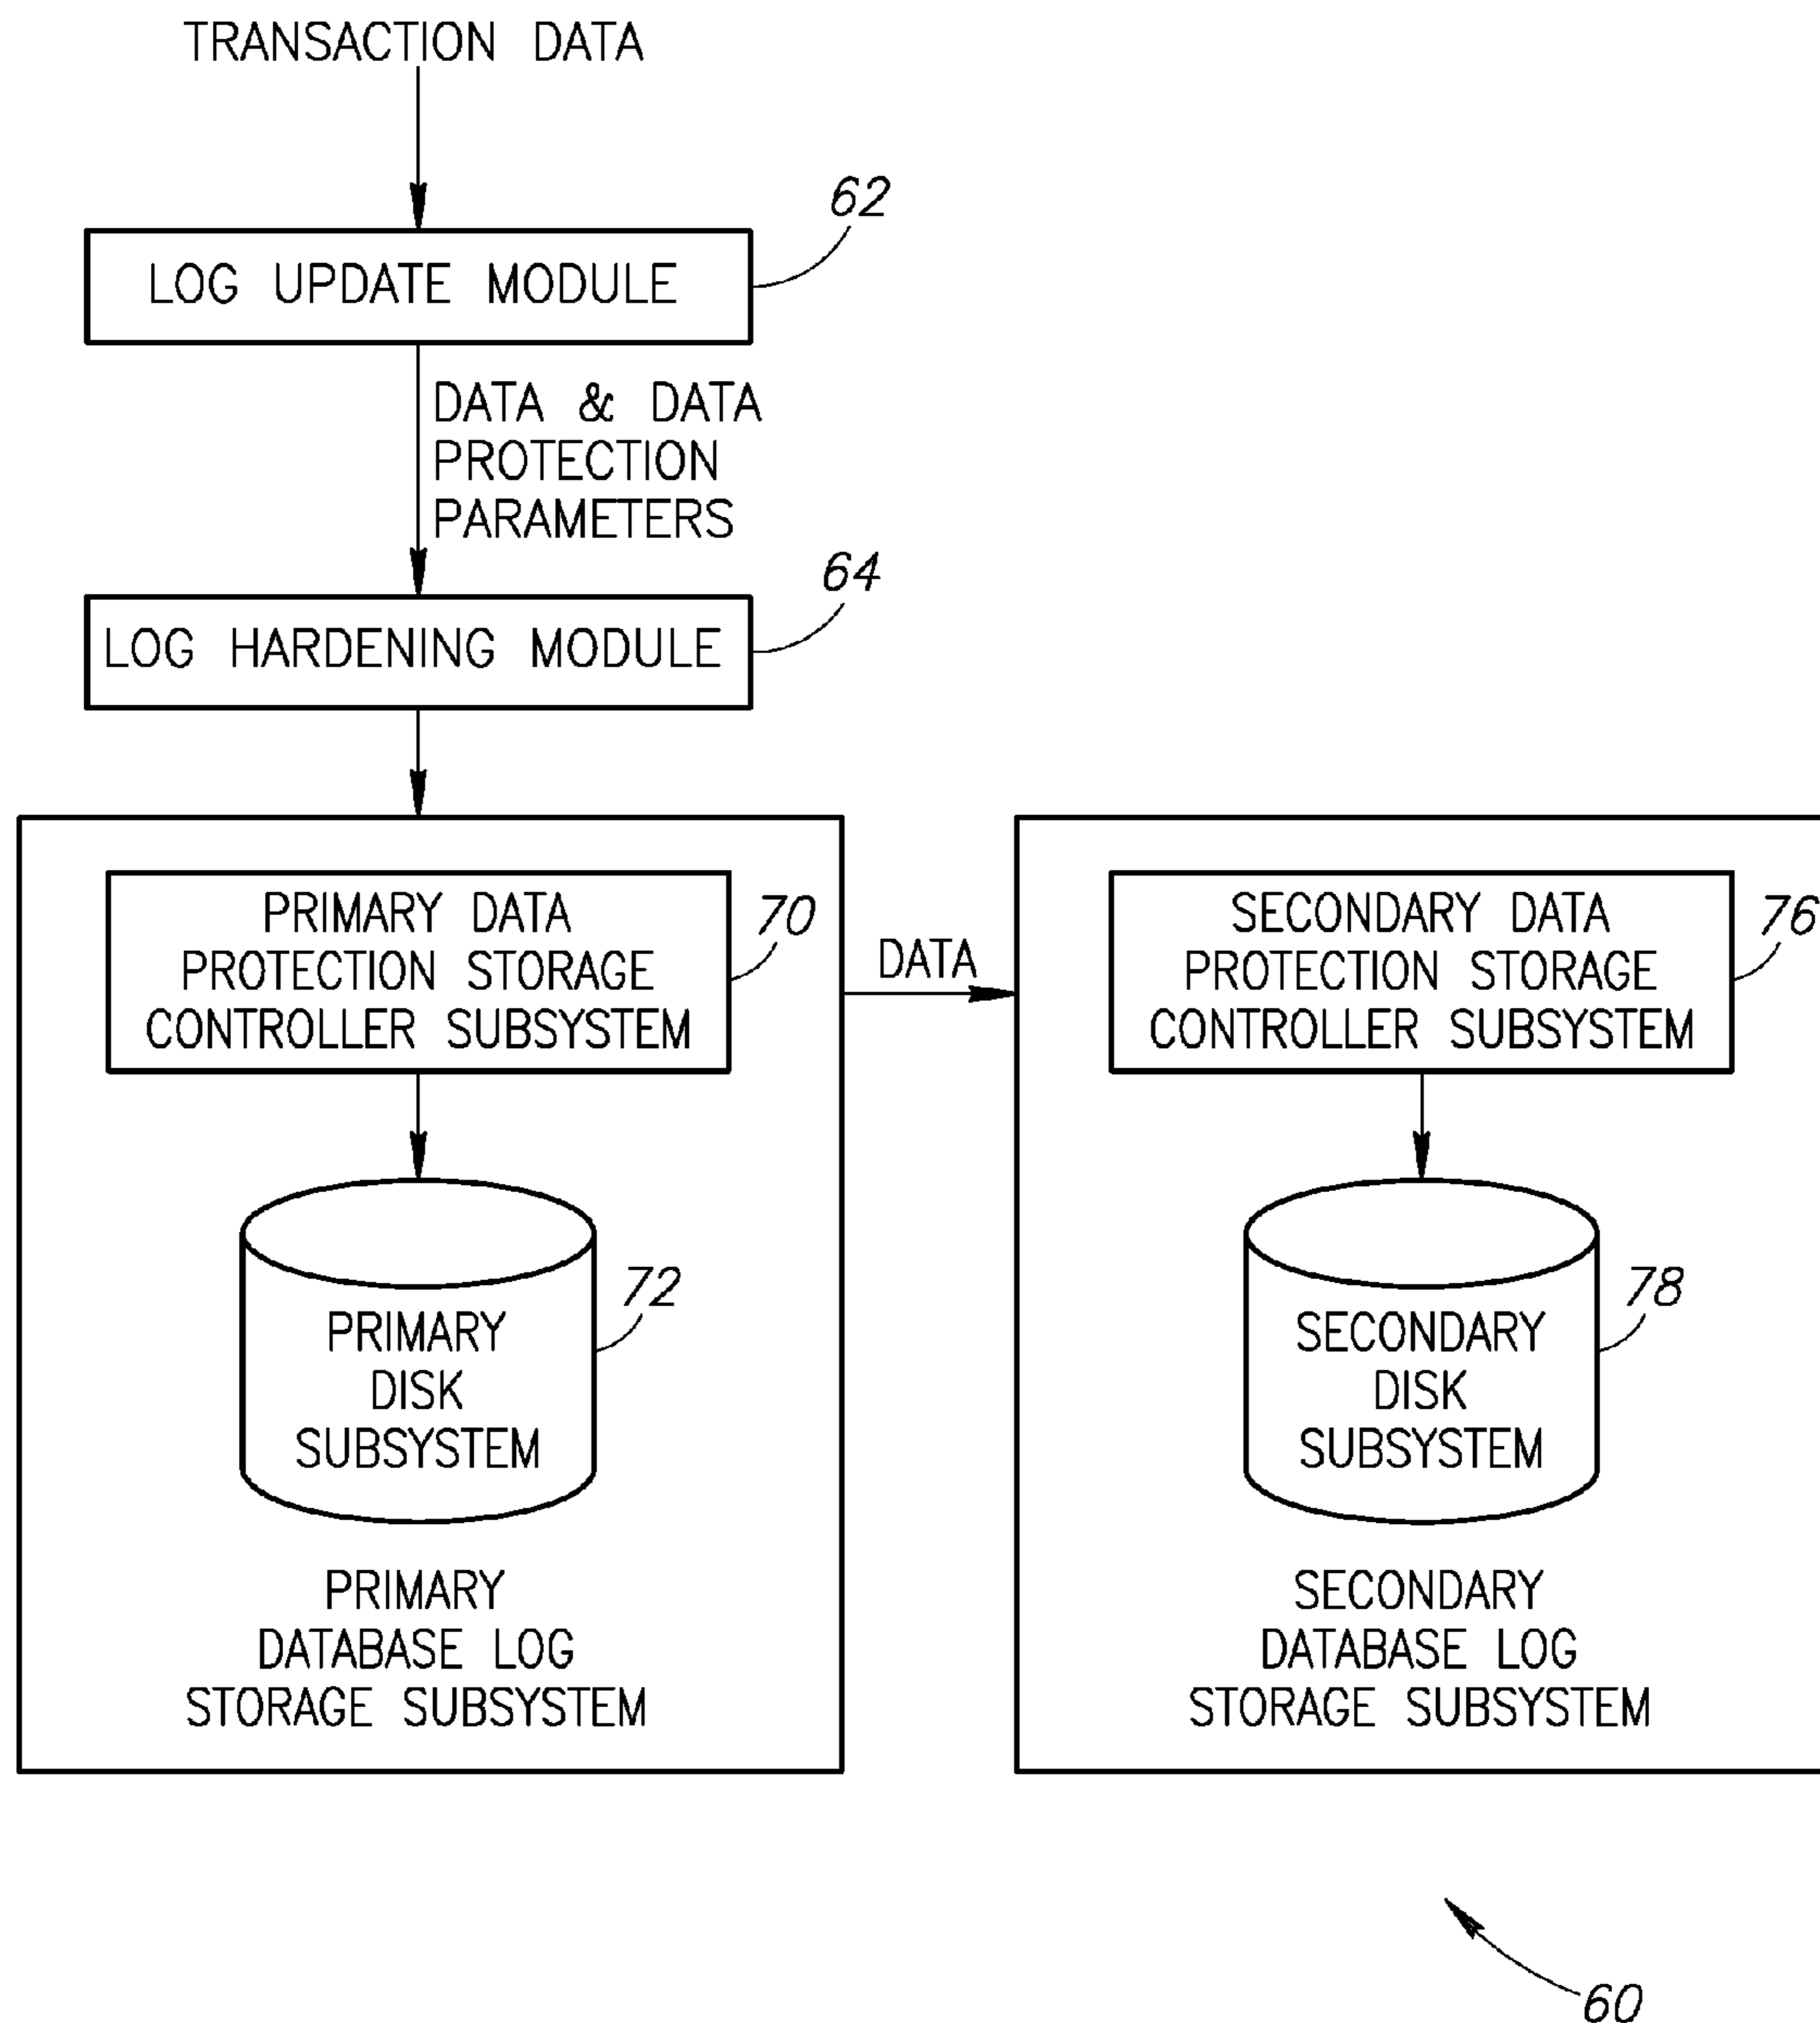 TRANSACTION DATA
62
LOG UPDATE MODULE
DATA & DATA
PROTECTION
PARAMETERS
64
LOG HARDENING MODULE
PRIMARY DATA
PROTECTION STORAGE
CONTROLLER SUBSYSTEM
70
DATA
SECONDARY DATA
PROTECTION STORAGE
CONTROLLER SUBSYSTEM
76
72
PRIMARY
DISK
SUBSYSTEM
78
SECONDARY
DISK
SUBSYSTEM
PRIMARY
DATABASE LOG
STORAGE SUBSYSTEM
SECONDARY
DATABASE LOG
STORAGE SUBSYSTEM
60